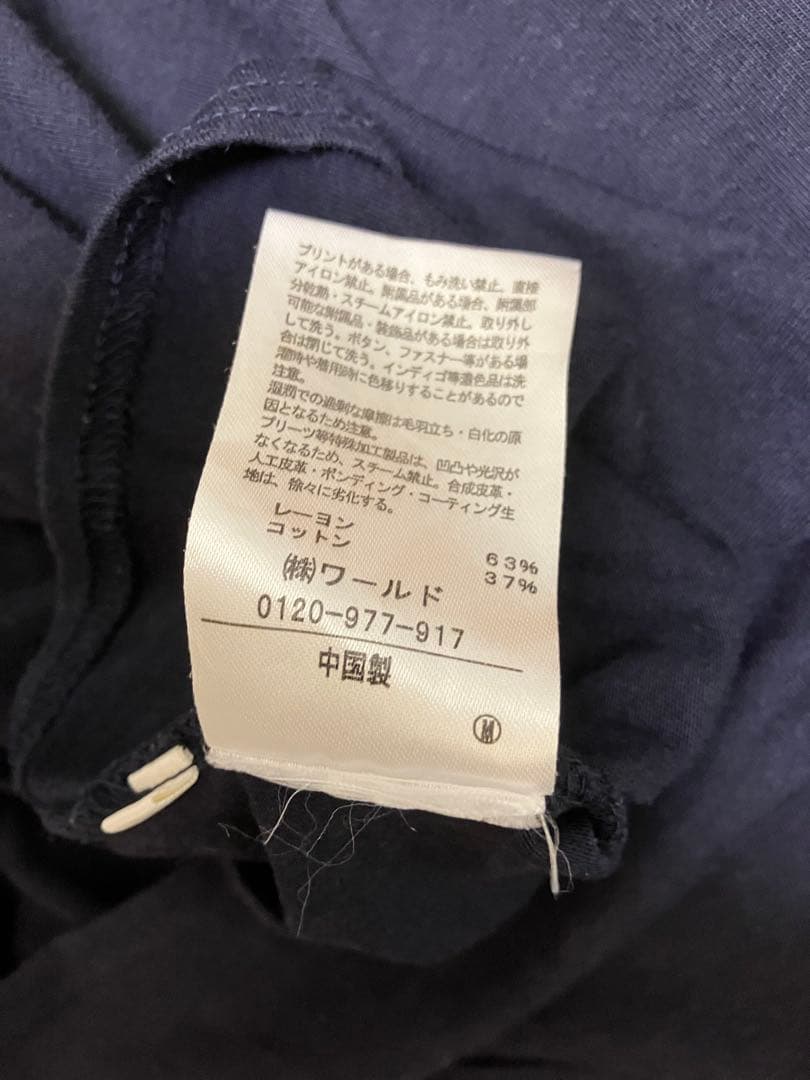 プリントがある場合、もみ洗い禁止。直接
アイロン禁止。附属品がある場合、附属部
分乾熱・スチームアイロン禁止。取り外し
可能な附属品・装飾品がある場合は取り外
して洗う。ボタン、ファスナー等がある場
合は閉じて洗う。インディゴ等濃色品は洗
濯時や着用時に色移りすることがあるので
注意。
湿潤での過剰な摩擦は毛羽立ち・白化の原
因となるため注意。
プリーツ等特殊加工製品は、凹凸や光沢が
なくなるため、スチーム禁止。合成皮革・
人工皮革・ボンディング・コーティング生
地は、徐々に劣化する。
レーヨン 63%
コットン 37%
(株)ワールド
0120-977-917
中国製
Ⓜ